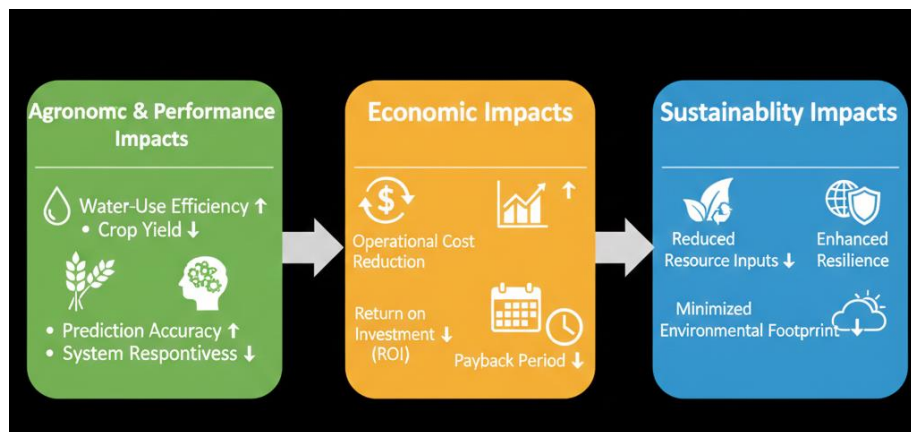 Agronomc & Performance
Impacts
Water-Use Efficiency ↑
• Crop Yield ↓
• Prediction Accuracy ↑
• System Respontivess ↓
Economic Impacts
$
↑
Operational Cost
Reduction
Return on
Investment ↓
(ROI)
Payback Period ↓
Sustainablity Impacts
Reduced
Resource Inputs ↓
Enhanced
Resilience
Minimized
Environmental Footprint ↓